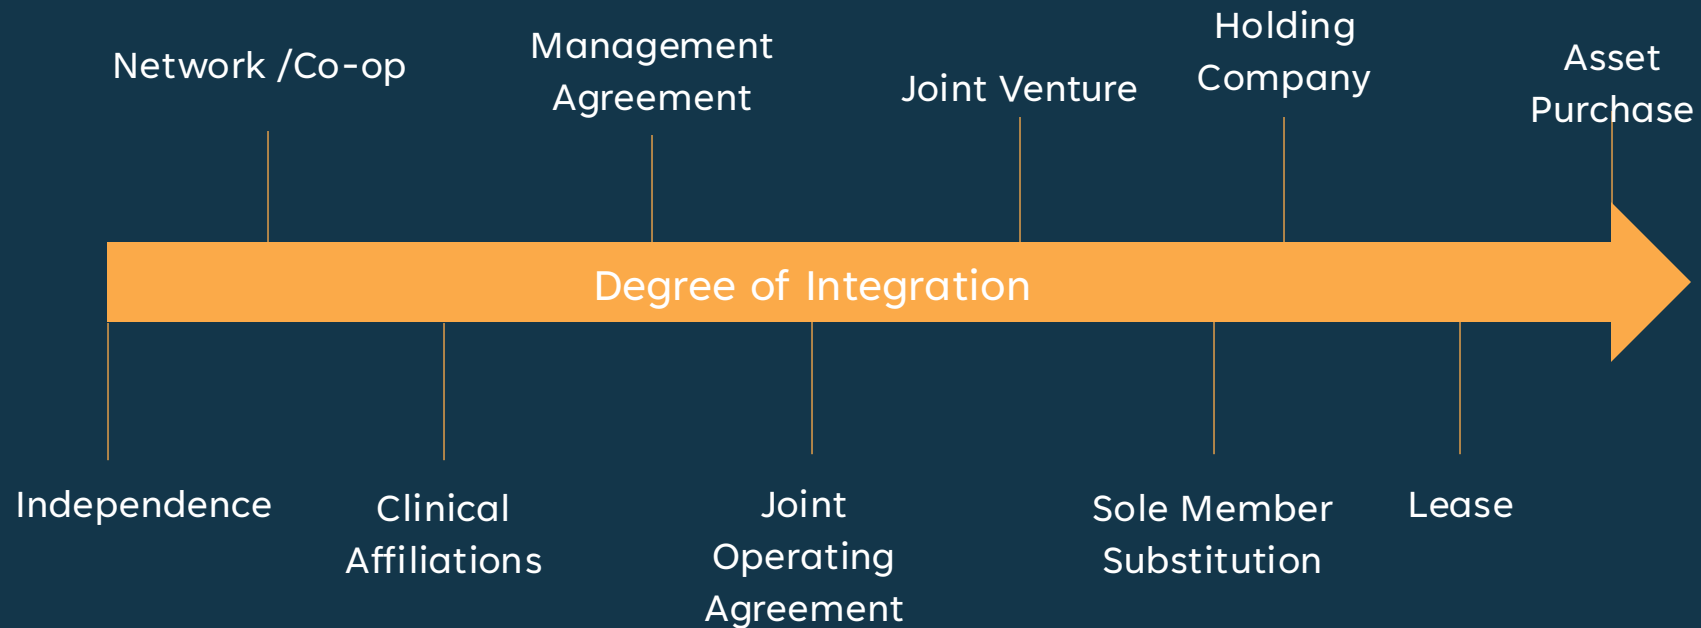 Network /Co-op
Management
Agreement
Joint Venture
Holding
Company
Asset
Purchase
Degree of Integration
Independence
Clinical
Affiliations
Joint
Operating
Agreement
Sole Member
Substitution
Lease